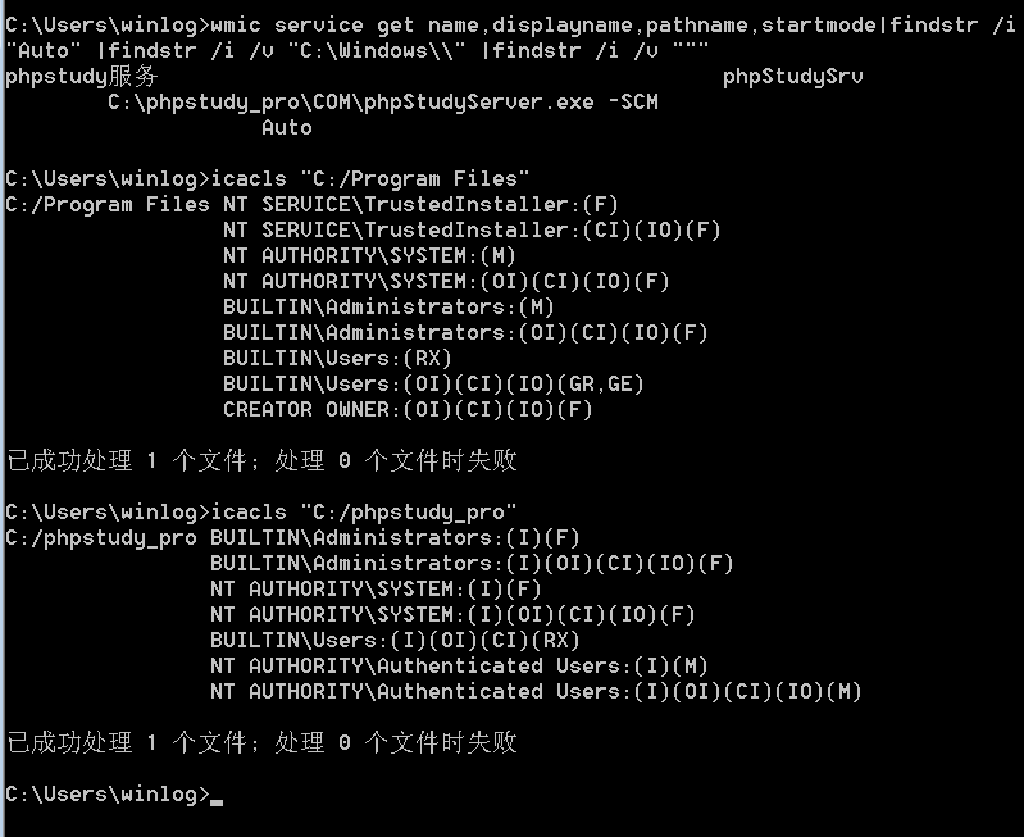 C:\Users\winlog>wmic service get name,displayname,pathname,startmode|findstr /i
"Auto" |findstr /i /v "C:\Windows\\" |findstr /i /v """
phpstudy服务 phpStudySrv
C:\phpstudy_pro\COM\phpStudyServer.exe -SCM
Auto
C:\Users\winlog>icacls "C:/Program Files"
C:/Program Files NT SERVICE\TrustedInstaller:(F)
NT SERVICE\TrustedInstaller:(CI)(IO)(F)
NT AUTHORITY\SYSTEM:(M)
NT AUTHORITY\SYSTEM:(OI)(CI)(IO)(F)
BUILTIN\Administrators:(M)
BUILTIN\Administrators:(OI)(CI)(IO)(F)
BUILTIN\Users:(RX)
BUILTIN\Users:(OI)(CI)(IO)(GR,GE)
CREATOR OWNER:(OI)(CI)(IO)(F)
已成功处理 1 个文件; 处理 0 个文件时失败
C:\Users\winlog>icacls "C:/phpstudy_pro"
C:/phpstudy_pro BUILTIN\Administrators:(I)(F)
BUILTIN\Administrators:(I)(OI)(CI)(IO)(F)
NT AUTHORITY\SYSTEM:(I)(F)
NT AUTHORITY\SYSTEM:(I)(OI)(CI)(IO)(F)
BUILTIN\Users:(I)(OI)(CI)(RX)
NT AUTHORITY\Authenticated Users:(I)(M)
NT AUTHORITY\Authenticated Users:(I)(OI)(CI)(IO)(M)
已成功处理 1 个文件; 处理 0 个文件时失败
C:\Users\winlog>